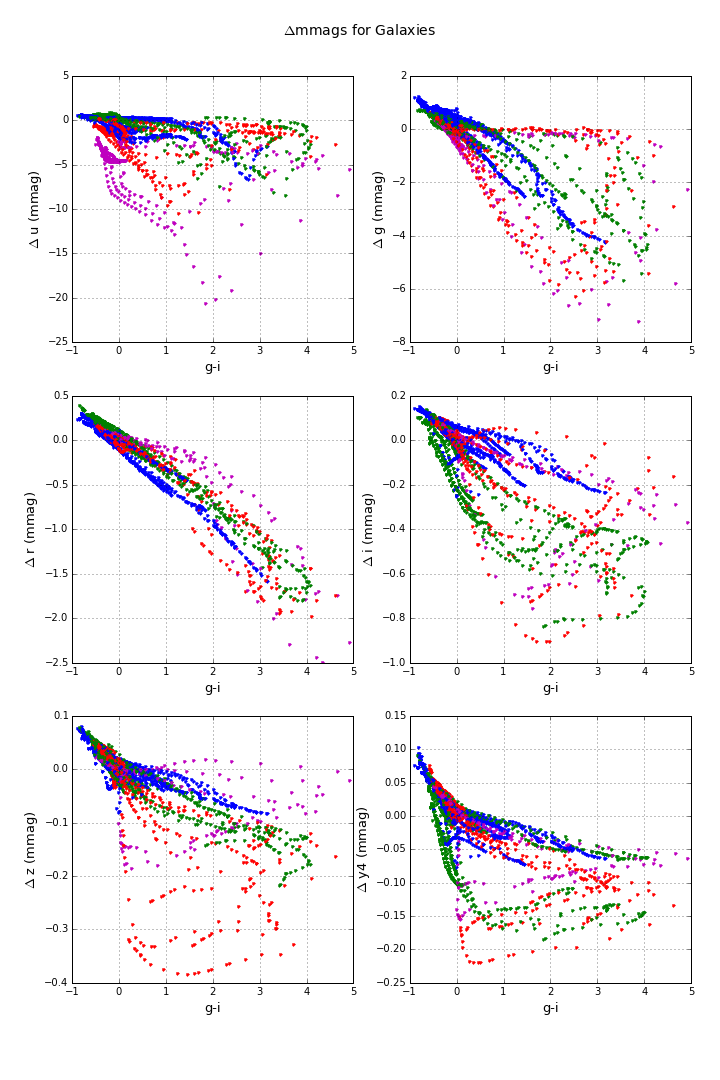 Δmmags for Galaxies
5
0
−5
−10
−15
−20
−25
Δ u (mmag)
−1 0 1 2 3 4 5
g-i
2
0
−2
−4
−6
−8
Δ g (mmag)
−1 0 1 2 3 4 5
g-i
0.5
0.0
−0.5
−1.0
−1.5
−2.0
−2.5
Δ r (mmag)
−1 0 1 2 3 4 5
g-i
0.2
0.0
−0.2
−0.4
−0.6
−0.8
−1.0
Δ i (mmag)
−1 0 1 2 3 4 5
g-i
0.1
0.0
−0.1
−0.2
−0.3
−0.4
Δ z (mmag)
−1 0 1 2 3 4 5
g-i
0.15
0.10
0.05
0.00
−0.05
−0.10
−0.15
−0.20
−0.25
Δ y4 (mmag)
−1 0 1 2 3 4 5
g-i